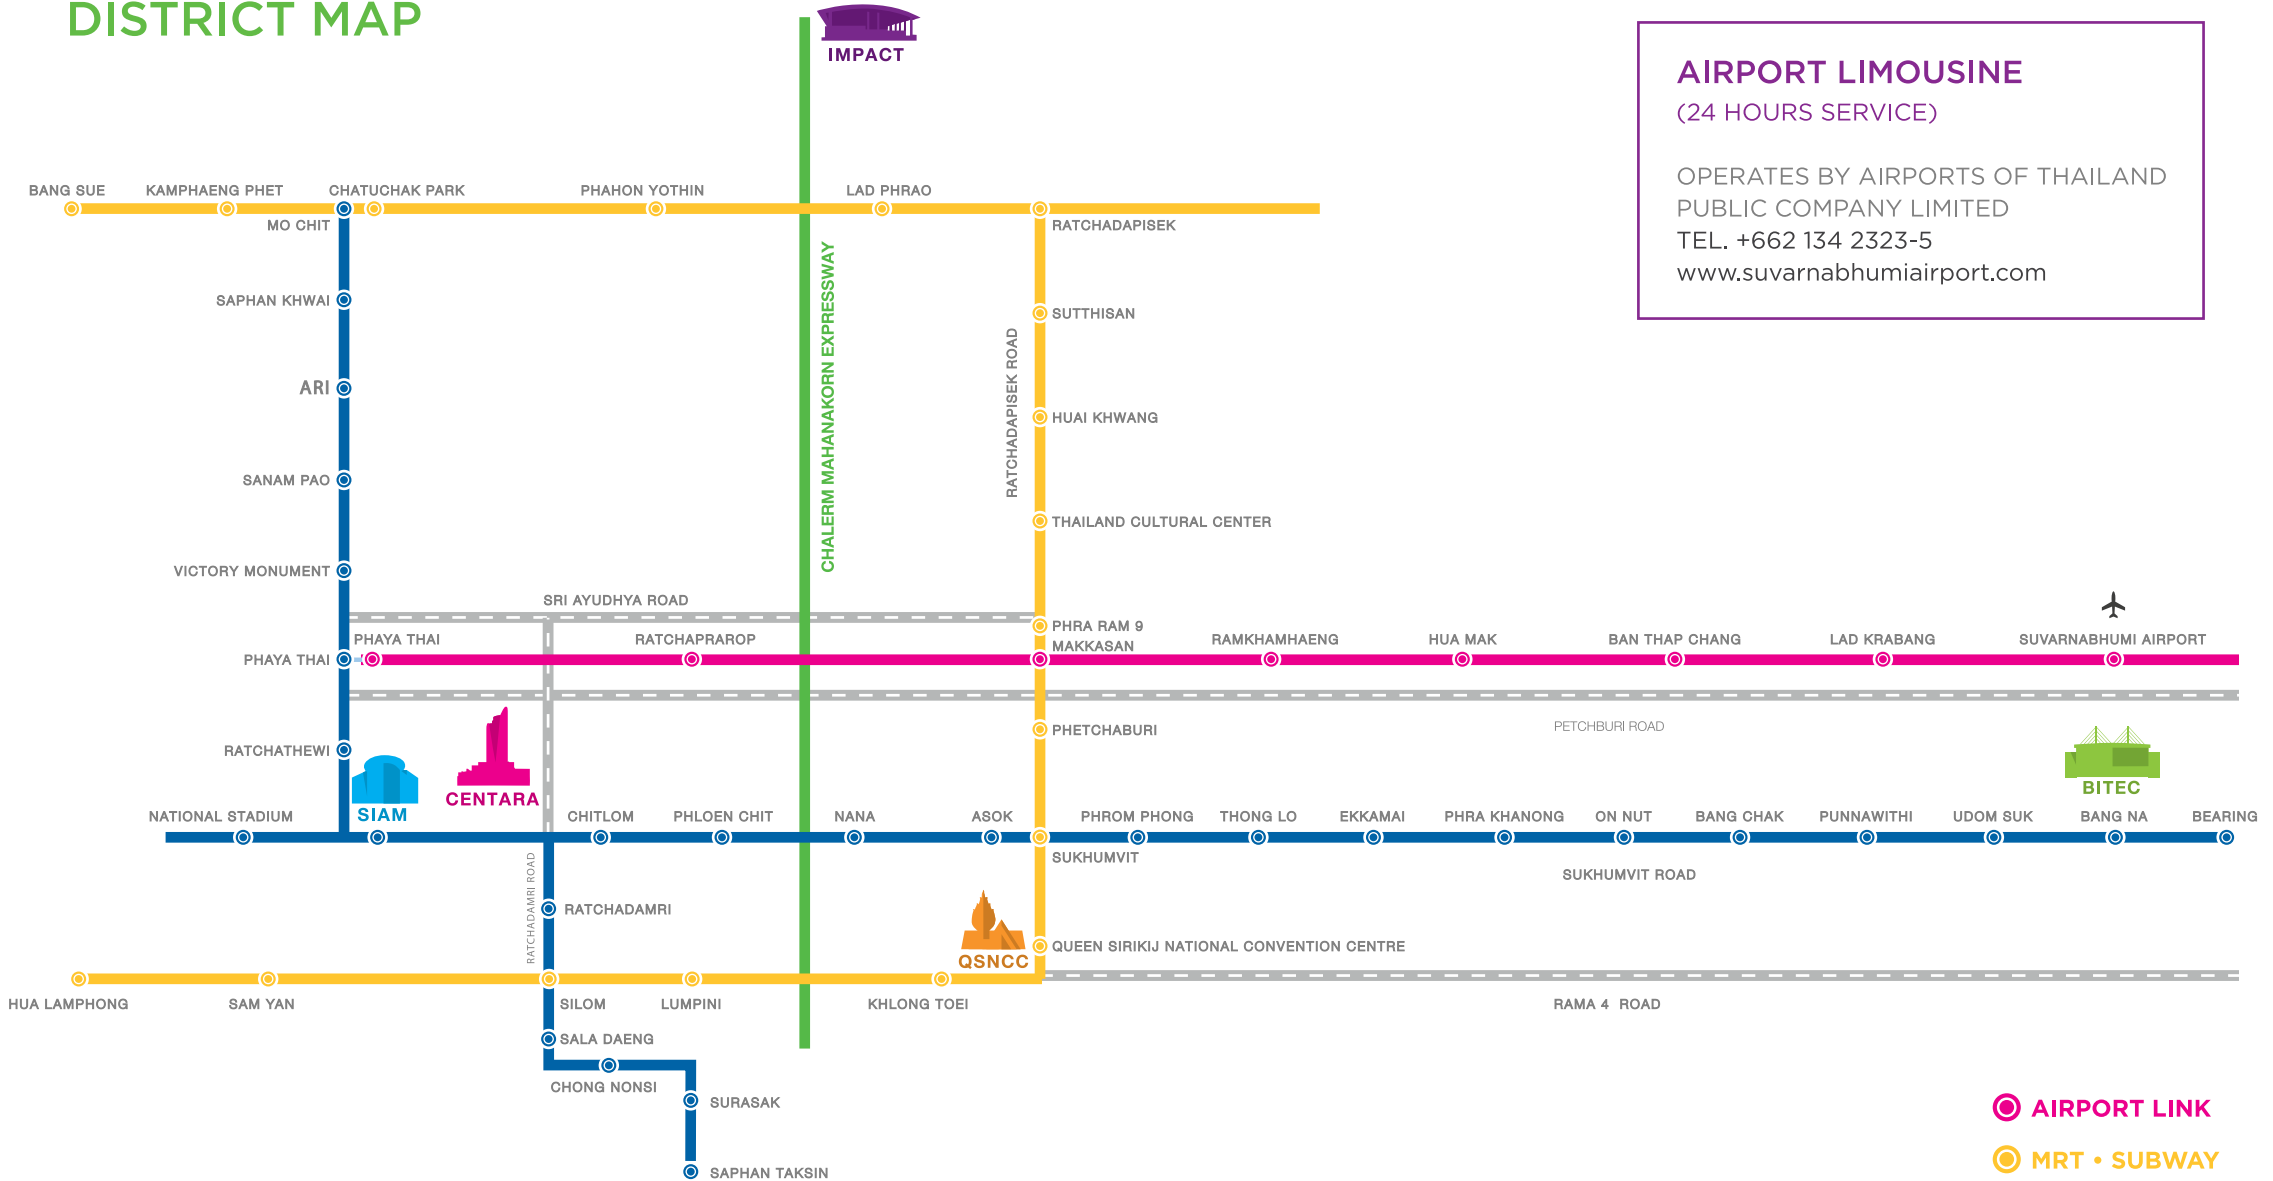 DISTRICT MAP
IMPACT
AIRPORT LIMOUSINE
(24 HOURS SERVICE)
OPERATES BY AIRPORTS OF THAILAND
PUBLIC COMPANY LIMITED
TEL. +662 134 2323-5
www.suvarnabhumiairport.com
BANG SUE
KAMPHAENG PHET
CHATUCHAK PARK
PHAHON YOTHIN
LAD PHRAO
MO CHIT
RATCHADAPISEK
SAPHAN KHWAI
SUTTHISAN
CHALERM MAHANAKORN EXPRESSWAY
RATCHADAPISEK ROAD
ARI
HUAI KHWANG
SANAM PAO
THAILAND CULTURAL CENTER
VICTORY MONUMENT
SRI AYUDHYA ROAD
PHRA RAM 9
PHAYA THAI
RATCHAPRAROP
MAKKASAN
RAMKHAMHAENG
HUA MAK
BAN THAP CHANG
LAD KRABANG
SUVARNABHUMI AIRPORT
PHAYA THAI
PHETCHABURI
PETCHBURI ROAD
RATCHATHEWI
CENTARA
BITEC
SIAM
NATIONAL STADIUM
CHITLOM
PHLOEN CHIT
NANA
ASOK
PHROM PHONG
THONG LO
EKKAMAI
PHRA KHANONG
ON NUT
BANG CHAK
PUNNAWITHI
UDOM SUK
BANG NA
BEARING
SUKHUMVIT
SUKHUMVIT ROAD
RATCHADAMRI ROAD
RATCHADAMRI
QUEEN SIRIKIJ NATIONAL CONVENTION CENTRE
QSNCC
HUA LAMPHONG
SAM YAN
SILOM
LUMPINI
KHLONG TOEI
RAMA 4 ROAD
SALA DAENG
CHONG NONSI
SURASAK
SAPHAN TAKSIN
AIRPORT LINK
MRT • SUBWAY